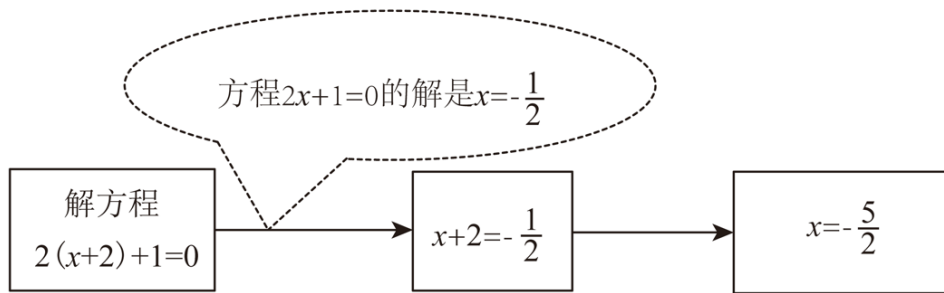 方程2x+1=0的解是x=-1/2
解方程
2(x+2)+1=0
x+2=-1/2
x=-5/2